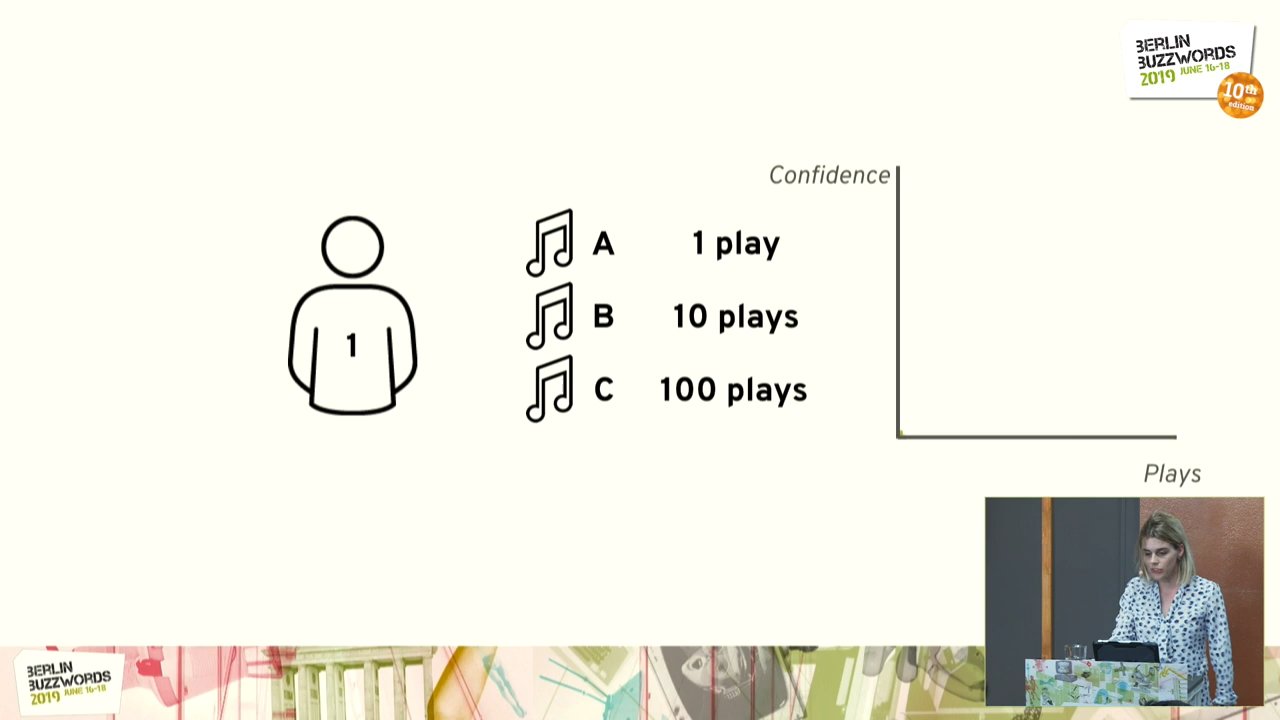 BERLIN
BUZZWORDS
2019 JUNE 16-18
10th
edition
Confidence
A 1 play
B 10 plays
C 100 plays
1
Plays
BERLIN
BUZZWORDS
2019 JUNE 16-18